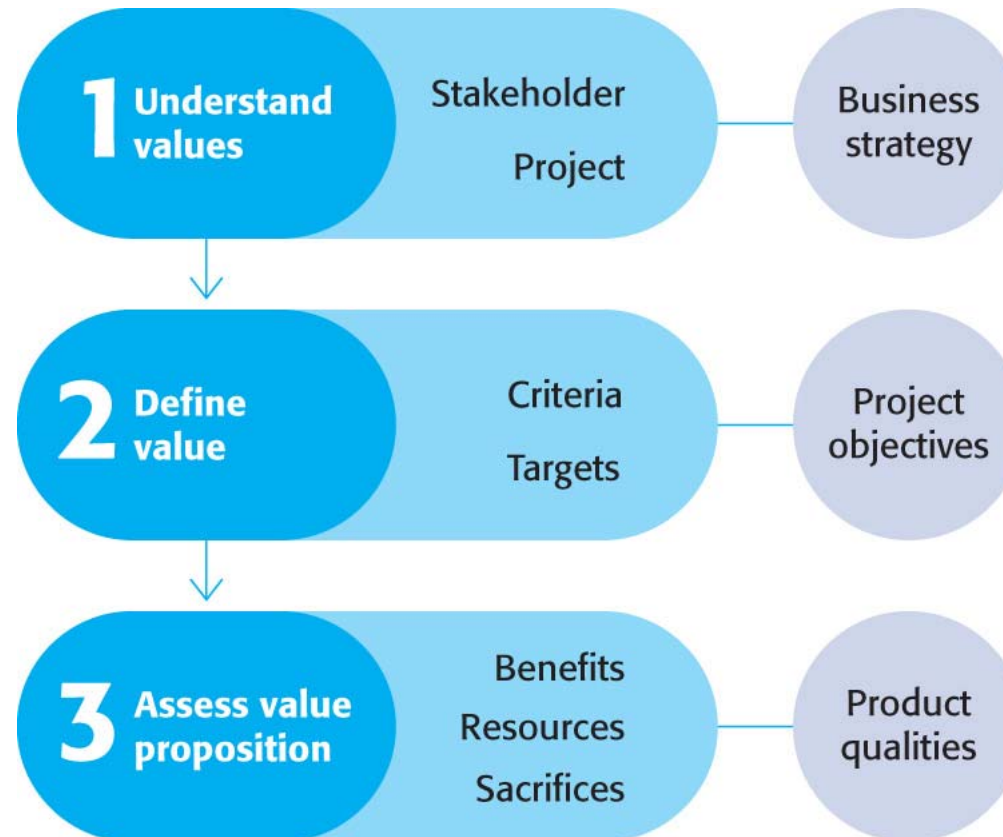 1 Understand
values
Stakeholder
Project
Business
strategy
2 Define
value
Criteria
Targets
Project
objectives
3 Assess value
proposition
Benefits
Resources
Sacrifices
Product
qualities